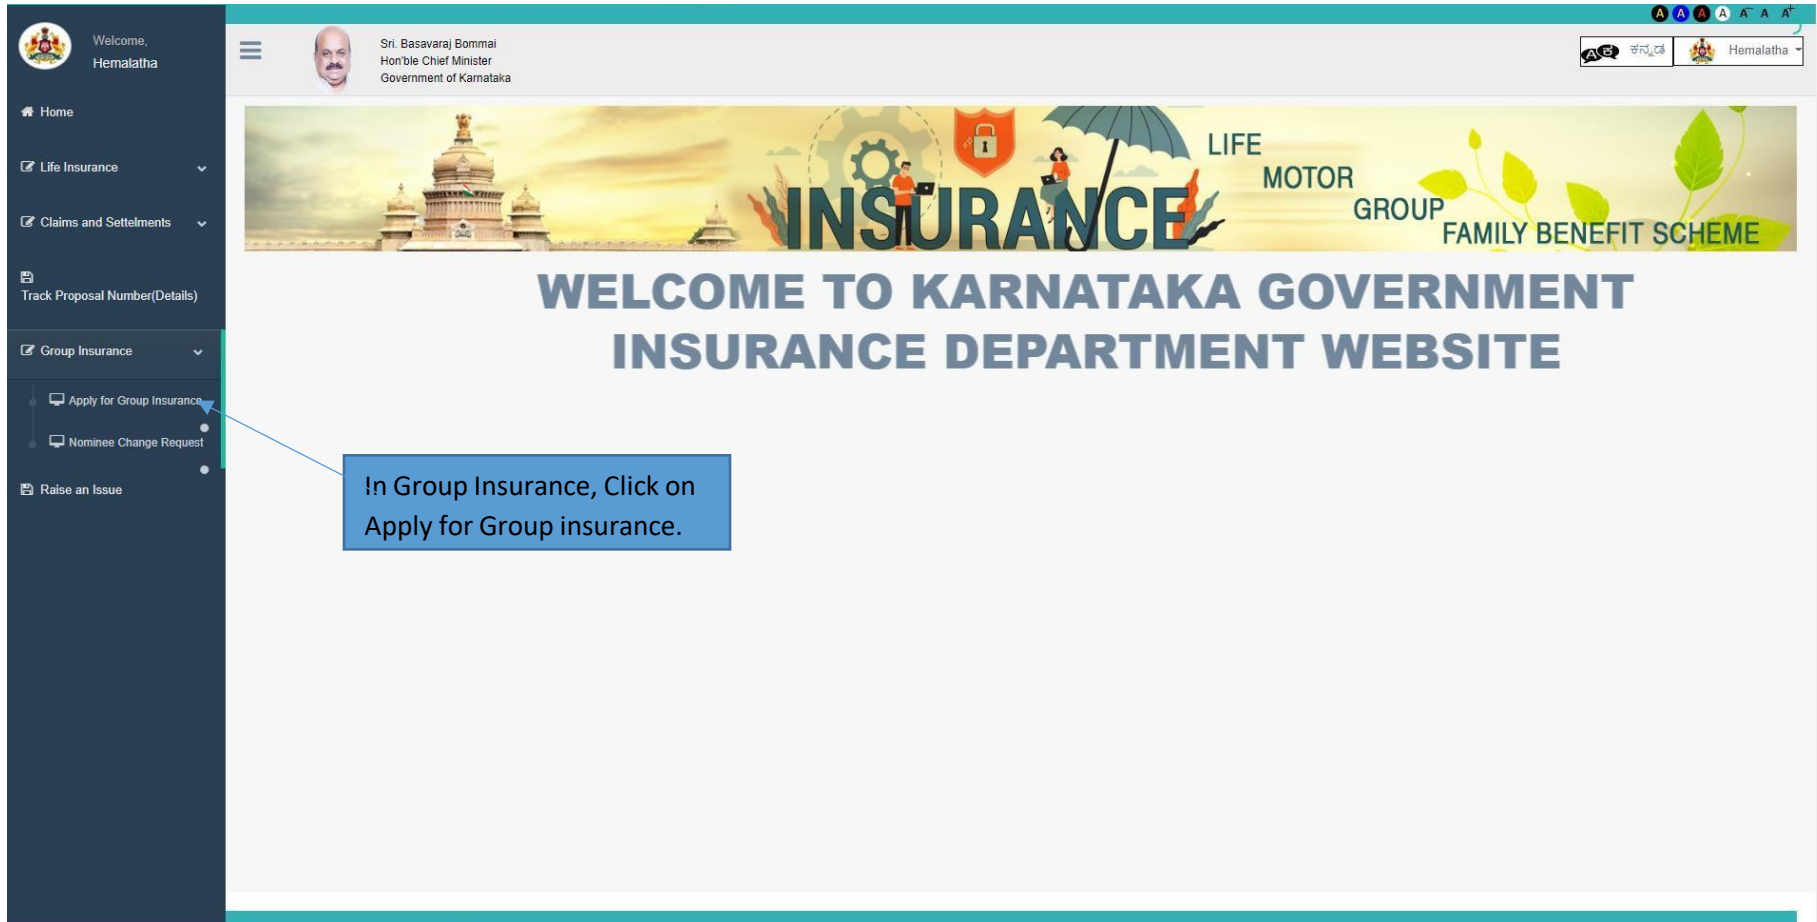 A A A A A- A A+
Welcome,
Hemalatha
Sri. Basavaraj Bommai
Hon'ble Chief Minister
Government of Karnataka
Aಕ ಕನ್ನಡ
Hemalatha
Home
Life Insurance
Claims and Settelments
Track Proposal Number(Details)
Group Insurance
Apply for Group Insurance
Nominee Change Request
Raise an Issue
INSURANCE
LIFE
MOTOR
GROUP
FAMILY BENEFIT SCHEME
WELCOME TO KARNATAKA GOVERNMENT
INSURANCE DEPARTMENT WEBSITE
In Group Insurance, Click on
Apply for Group insurance.